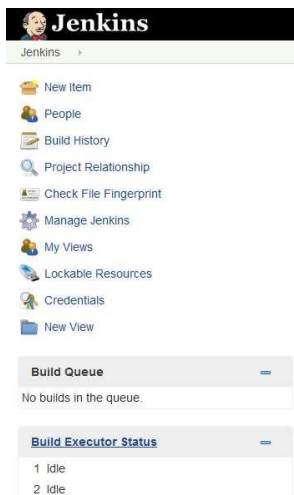 Jenkins
Jenkins
New Item
People
Build History
Project Relationship
Check File Fingerprint
Manage Jenkins
My Views
Lockable Resources
Credentials
New View
Build Queue
No builds in the queue.
Build Executor Status
1 Idle
2 Idle